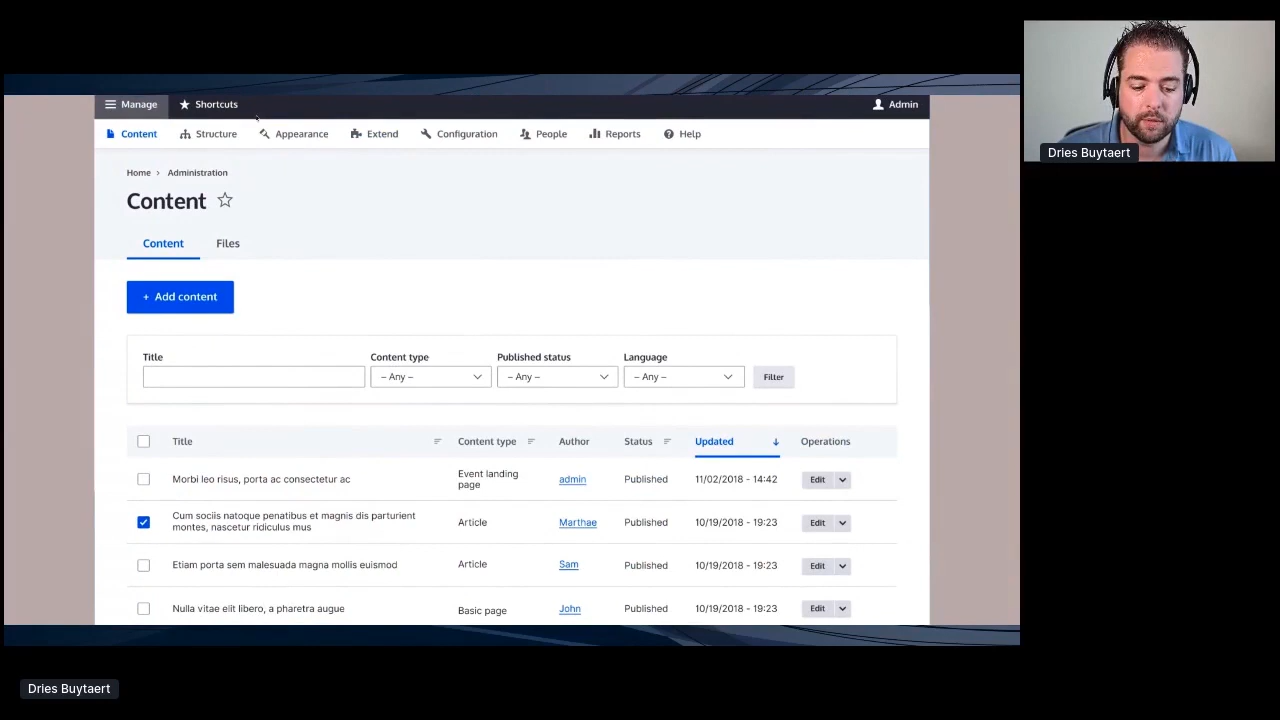 Manage Shortcuts Admin
Content Structure Appearance Extend Configuration People Reports Help
Home › Administration
Content
Content Files
+ Add content
Title Content type Published status Language
– Any – – Any – – Any – Filter
Title Content type Author Status Updated Operations
Morbi leo risus, porta ac consectetur ac Event landing page admin Published 11/02/2018 - 14:42 Edit
Cum sociis natoque penatibus et magnis dis parturient
montes, nascetur ridiculus mus Article Marthae Published 10/19/2018 - 19:23 Edit
Etiam porta sem malesuada magna mollis euismod Article Sam Published 10/19/2018 - 19:23 Edit
Nulla vitae elit libero, a pharetra augue Basic page John Published 10/19/2018 - 19:23 Edit
Dries Buytaert
Dries Buytaert